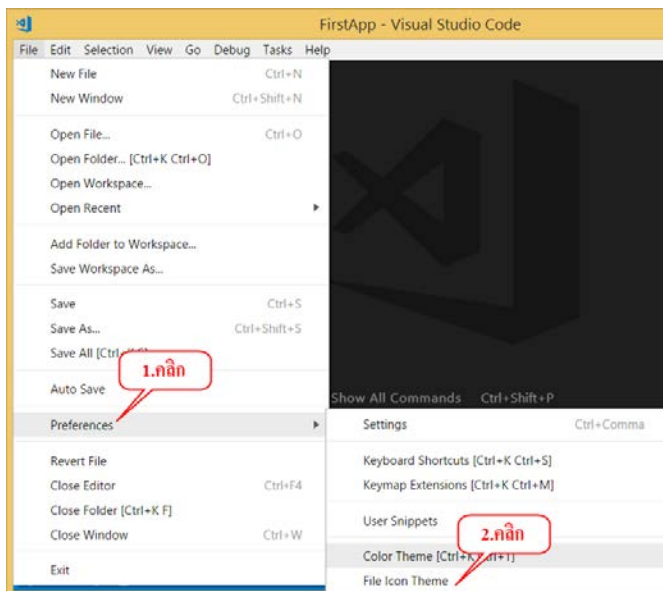 FirstApp - Visual Studio Code
File Edit Selection View Go Debug Tasks Help
New File Ctrl+N
New Window Ctrl+Shift+N
Open File... Ctrl+O
Open Folder... [Ctrl+K Ctrl+O]
Open Workspace...
Open Recent
Add Folder to Workspace...
Save Workspace As...
Save Ctrl+S
Save As... Ctrl+Shift+S
Save All [Ctrl+
1.คลิก
Auto Save
Show All Commands Ctrl+Shift+P
Preferences
Settings Ctrl+Comma
Revert File
Keyboard Shortcuts [Ctrl+K Ctrl+S]
Close Editor Ctrl+F4
Keymap Extensions [Ctrl+K Ctrl+M]
Close Folder [Ctrl+K F]
User Snippets
Close Window Ctrl+W
2.คลิก
Color Theme [Ctrl+K Ctrl+T]
Exit
File Icon Theme